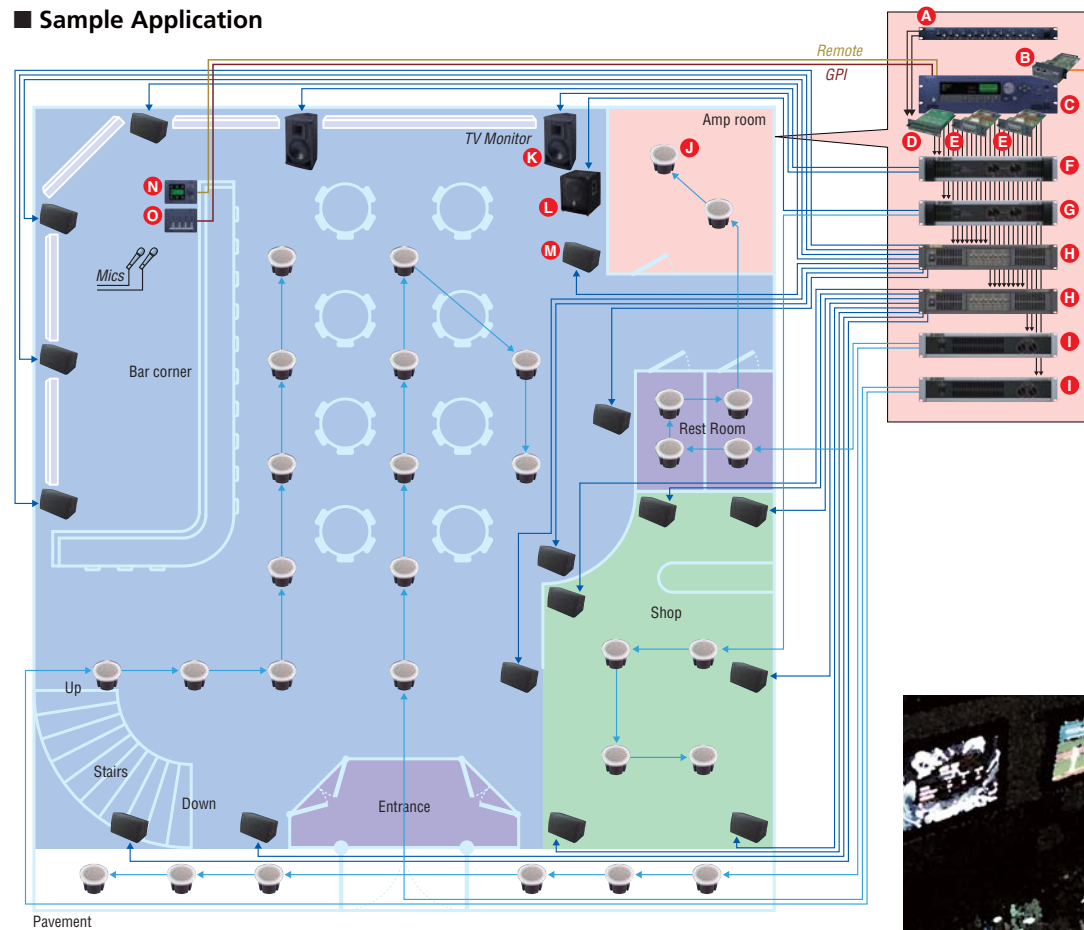 ■ Sample Application
A
Remote
B
GPI
C
Amp room
TV Monitor
K
J
D
E
E
F
N
L
G
O
M
H
Mics
H
I
Bar corner
I
Rest Room
Shop
Up
Stairs
Down
Entrance
Pavement